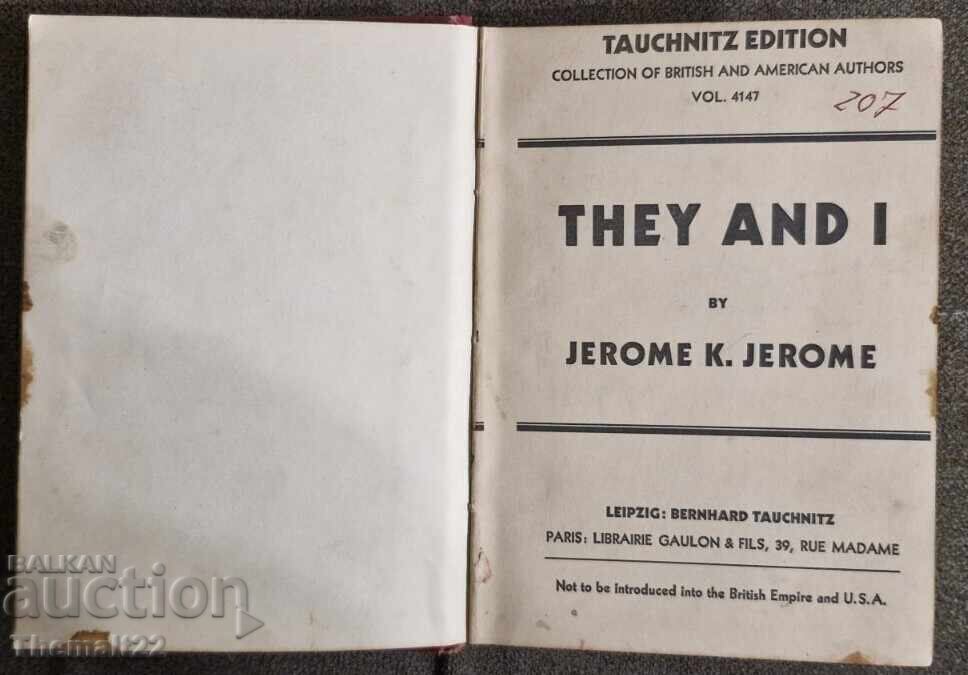 TAUCHNITZ EDITION
COLLECTION OF BRITISH AND AMERICAN AUTHORS
VOL. 4147
207
THEY AND I
BY
JEROME K. JEROME
LEIPZIG: BERNHARD TAUCHNITZ
PARIS: LIBRAIRIE GAULON & FILS, 39, RUE MADAME
Not to be introduced into the British Empire and U.S.A.
BALKAN
auction
Themalt22